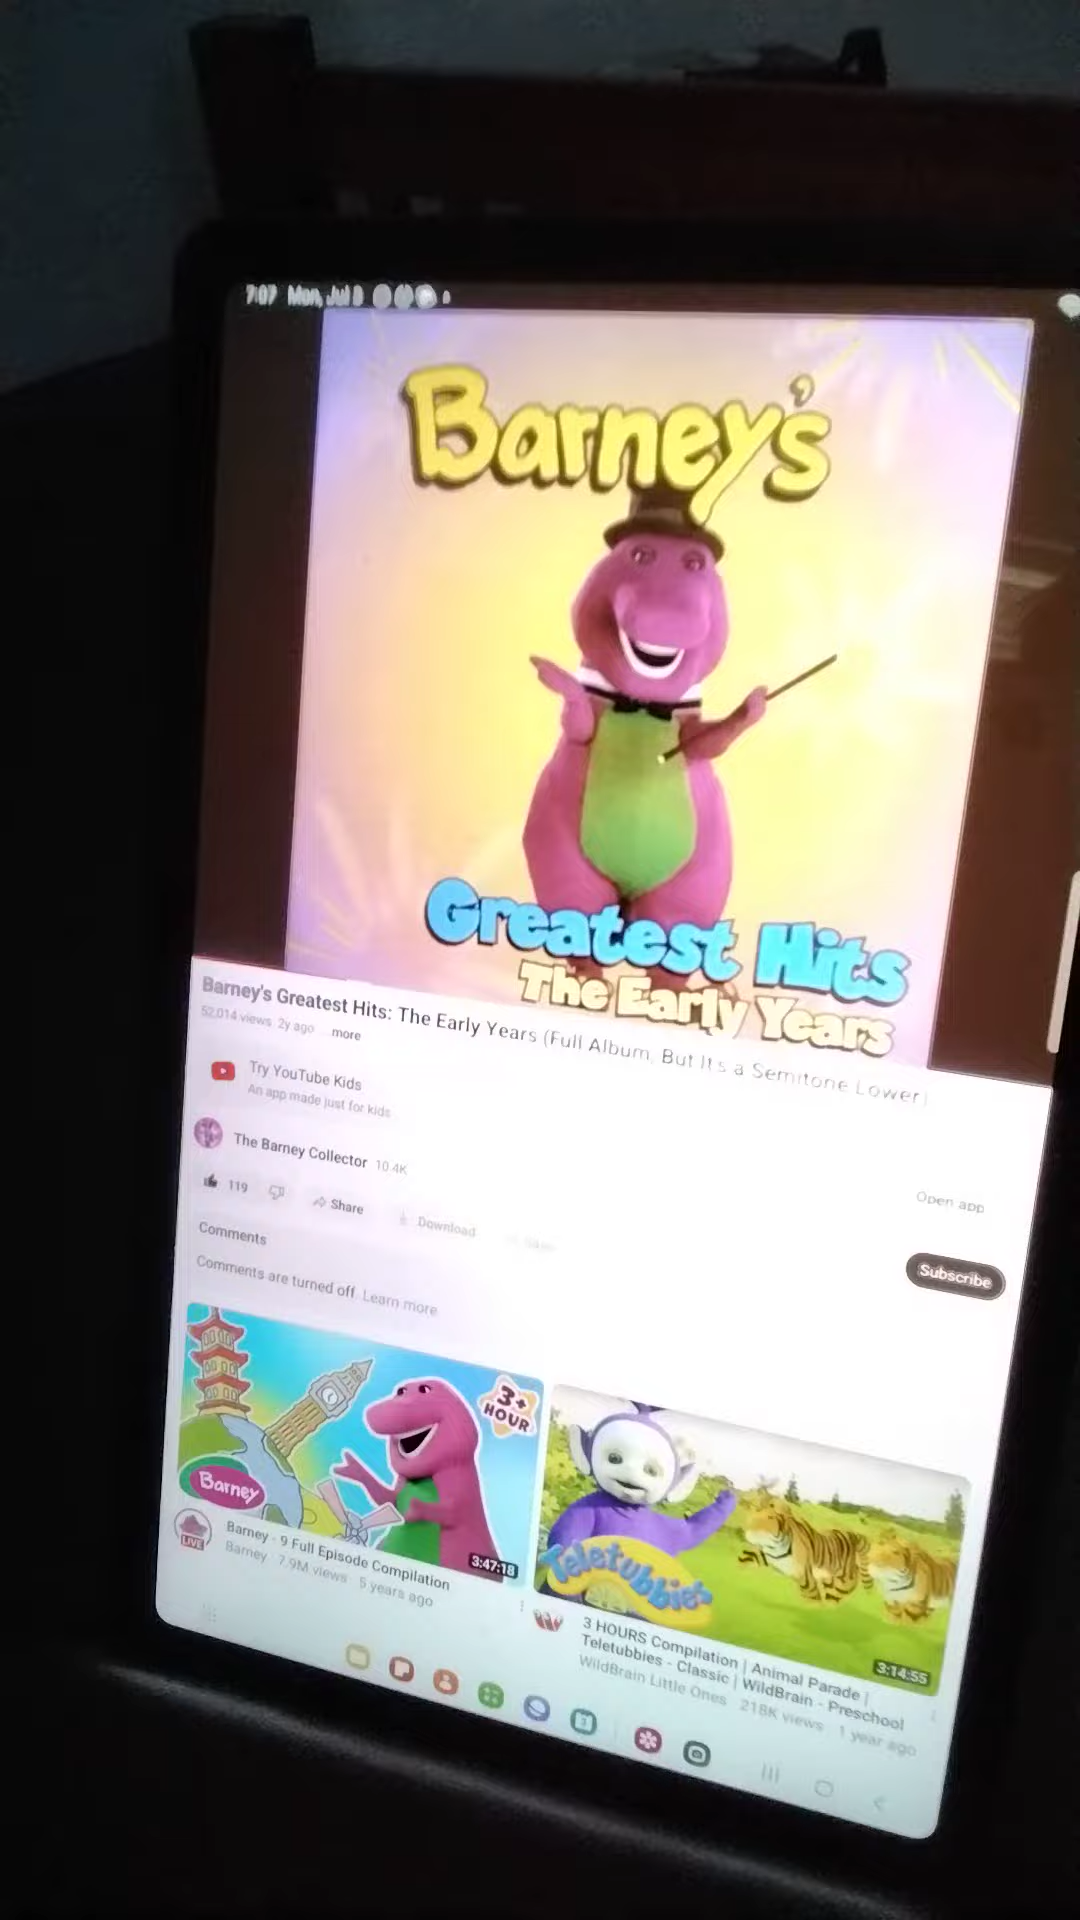 7:07 Mon, Jul
Barney's
Greatest Hits
The Early Years
Barney's Greatest Hits: The Early Years (Full Album, But It's a Semitone Lower)
52,014 views 2y ago more
Try YouTube Kids
An app made just for kids
Open app
The Barney Collector 10.4K
Subscribe
119 Share Download Save
Comments
Comments are turned off. Learn more
3+
HOUR
Barney
3:47:18
LIVE
Barney - 9 Full Episode Compilation
Barney · 7.9M views · 5 years ago
Teletubbies
3:14:55
3 HOURS Compilation | Animal Parade |
Teletubbies - Classic | WildBrain - Preschool
WildBrain Little Ones · 218K views · 1 year ago